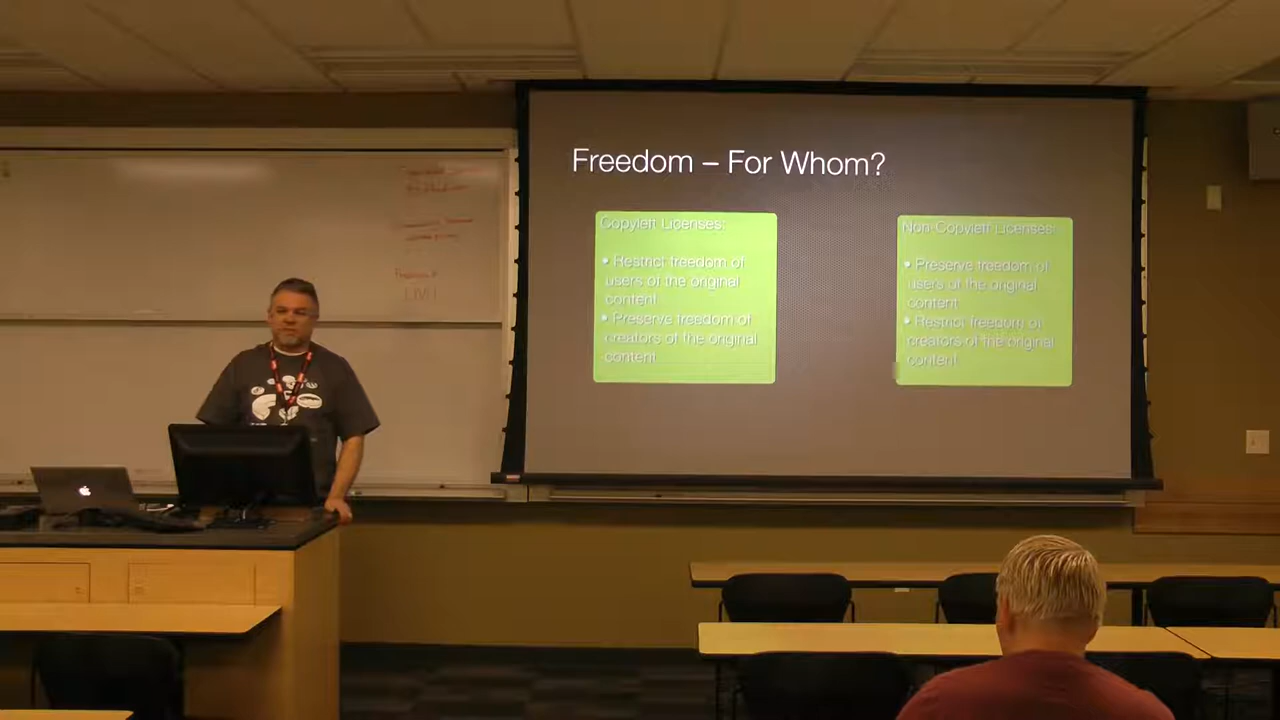 Freedom – For Whom?
Copyleft Licenses:
• Restrict freedom of
users of the original
content
• Preserve freedom of
creators of the original
content
Non-Copyleft Licenses:
• Preserve freedom of
users of the original
content
• Restrict freedom of
creators of the original
content